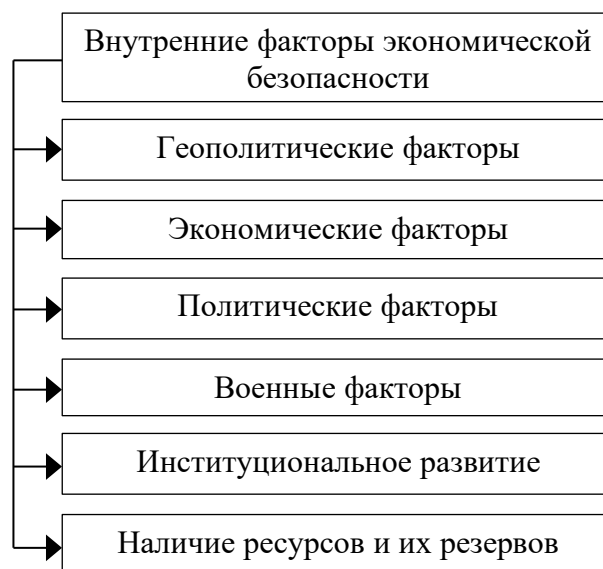 Внутренние факторы экономической
безопасности
Геополитические факторы
Экономические факторы
Политические факторы
Военные факторы
Институциональное развитие
Наличие ресурсов и их резервов